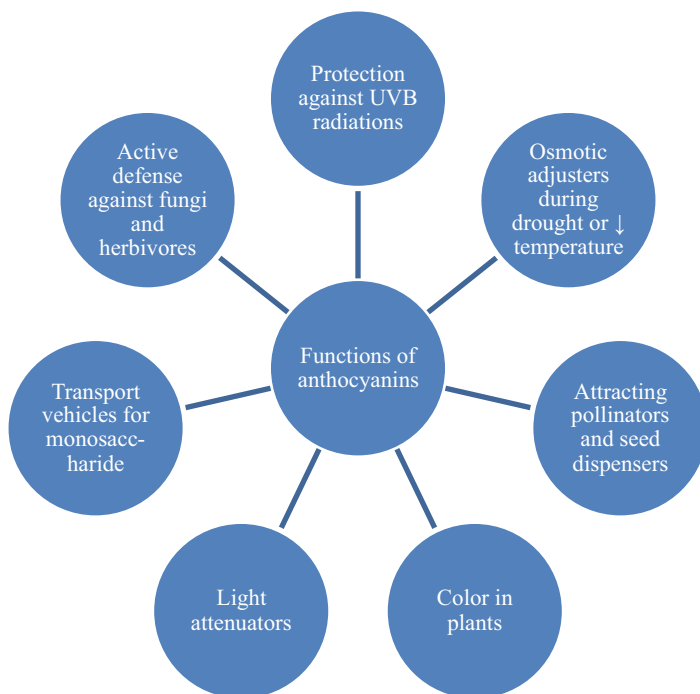 Protection
against UVB
radiations
Osmotic
adjusters
during
drought or ↓
temperature
Attracting
pollinators
and seed
dispensers
Color in
plants
Light
attenuators
Transport
vehicles for
monosacc-
haride
Active
defense
against fungi
and
herbivores
Functions of
anthocyanins